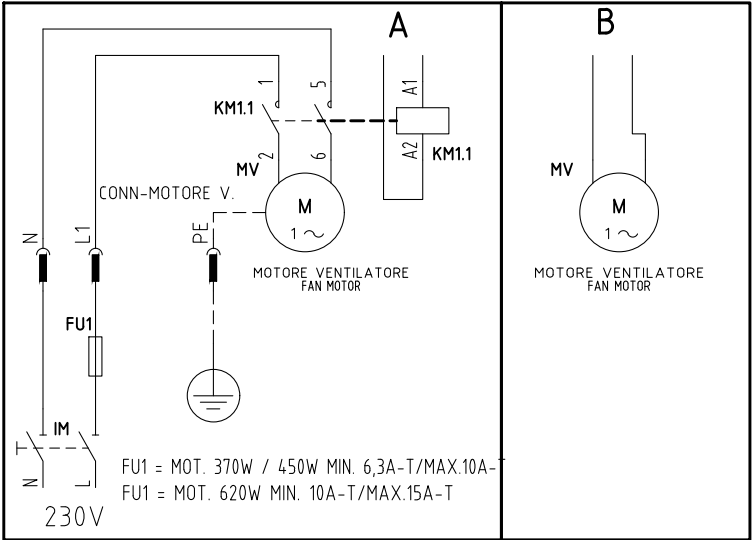 A
B
1
5
A1
KM1.1
2
6
A2
KM1.1
MV
MV
CONN-MOTORE V.
M
1 ~
M
1 ~
N
L1
PE
MOTORE VENTILATORE
FAN MOTOR
MOTORE VENTILATORE
FAN MOTOR
FU1
IM
N
L
FU1 = MOT. 370W / 450W MIN. 6,3A-T/MAX.10A-T
FU1 = MOT. 620W MIN. 10A-T/MAX.15A-T
230V